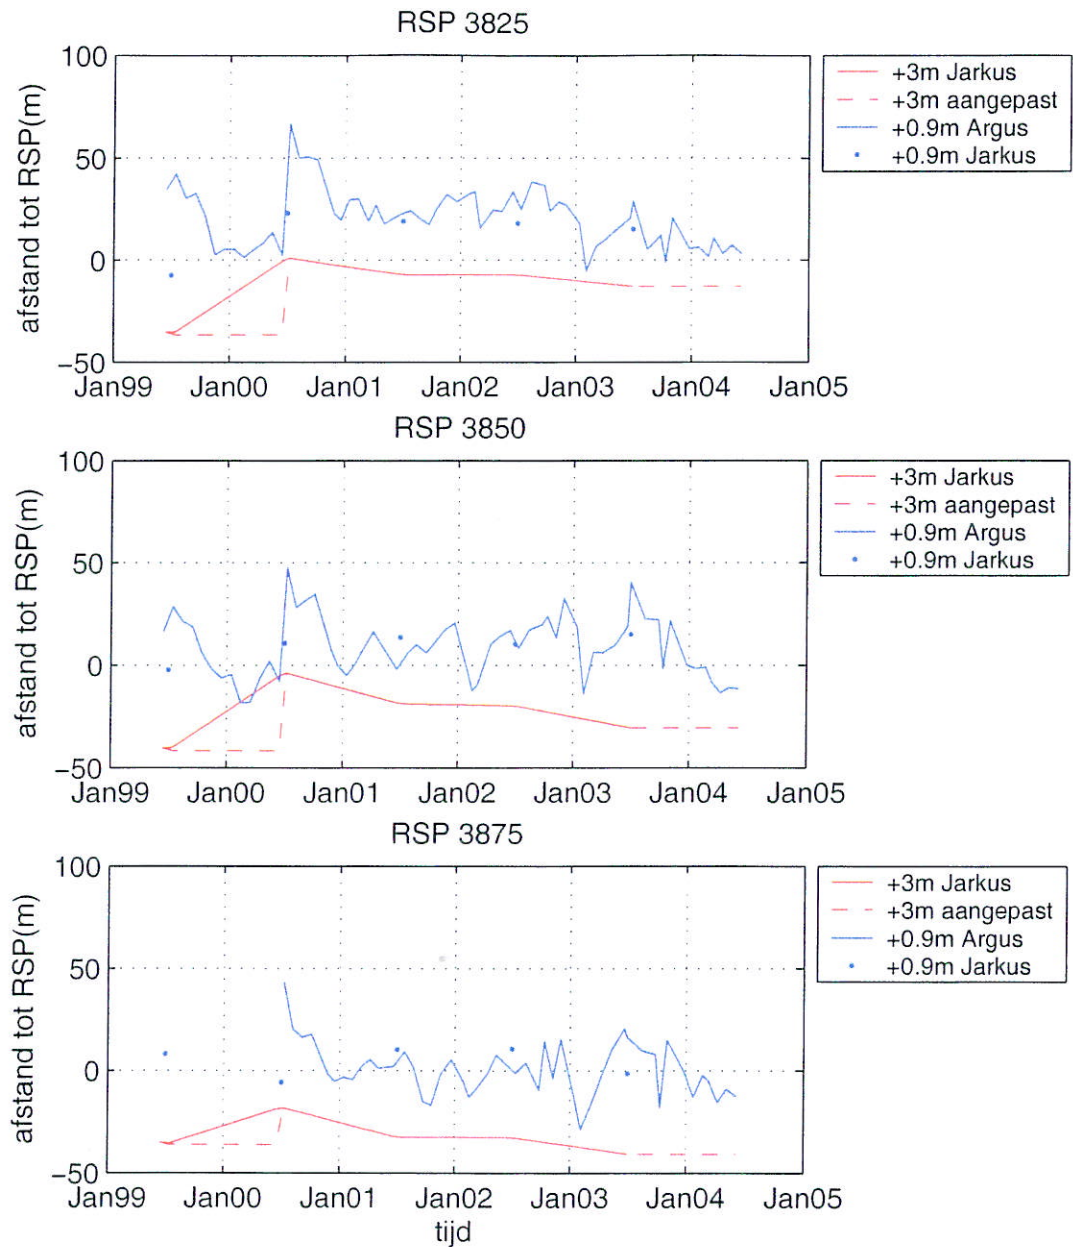 RSP 3825
afstand tot RSP(m)
100
50
0
−50
Jan99 Jan00 Jan01 Jan02 Jan03 Jan04 Jan05
+3m Jarkus
+3m aangepast
+0.9m Argus
+0.9m Jarkus
RSP 3850
afstand tot RSP(m)
100
50
0
−50
Jan99 Jan00 Jan01 Jan02 Jan03 Jan04 Jan05
+3m Jarkus
+3m aangepast
+0.9m Argus
+0.9m Jarkus
RSP 3875
afstand tot RSP(m)
100
50
0
−50
Jan99 Jan00 Jan01 Jan02 Jan03 Jan04 Jan05
tijd
+3m Jarkus
+3m aangepast
+0.9m Argus
+0.9m Jarkus